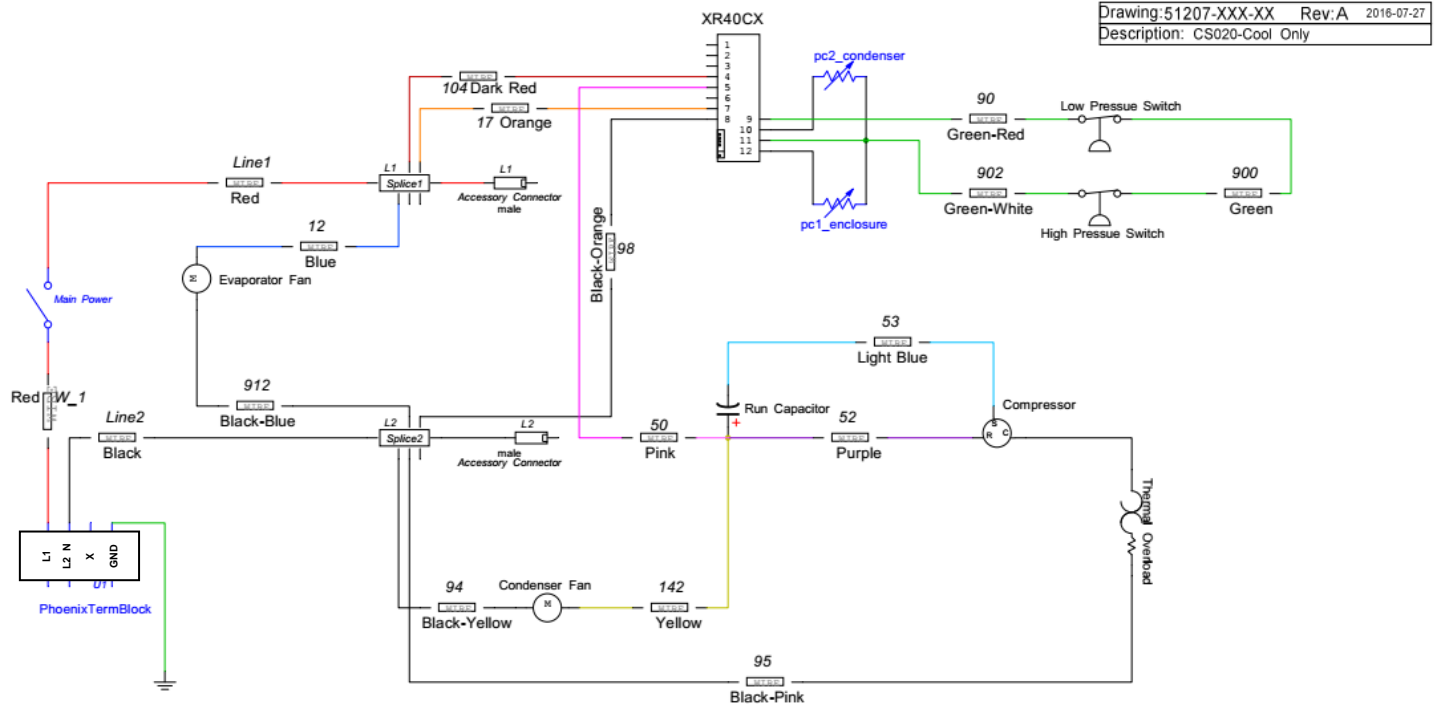 Drawing:51207-XXX-XX Rev:A 2016-07-27
Description: CS020-Cool Only
XR40CX
1
2
3
4
5
6
7
8
9
10
11
12
pc2_condenser
pc1_enclosure
104 Dark Red
17 Orange
90
Green-Red
Low Pressue Switch
902
Green-White
High Pressue Switch
900
Green
Line1
Red
L1
Splice1
L1
Accessory Connector
male
12
Blue
M
Evaporator Fan
Black-Orange
98
Main Power
Red
W_1
912
Black-Blue
Line2
Black
L2
Splice2
L2
male
Accessory Connector
53
Light Blue
Run Capacitor
+
50
Pink
52
Purple
Compressor
S
R
C
Thermal Overload
L1
L2 N
X
GND
U1
PhoenixTermBlock
94
Black-Yellow
Condenser Fan
M
142
Yellow
95
Black-Pink